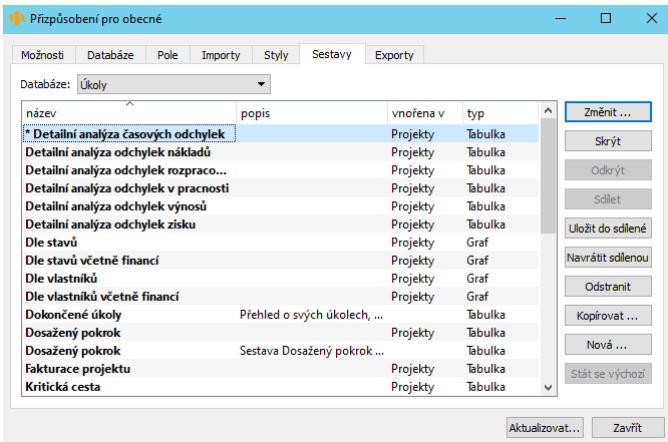 Přizpůsobení pro obecné
Možnosti Databáze Pole Importy Styly Sestavy Exporty
Databáze: Úkoly
název popis vnořena v typ
* Detailní analýza časových odchylek Projekty Tabulka
Detailní analýza odchylek nákladů Projekty Tabulka
Detailní analýza odchylek rozpraco... Projekty Tabulka
Detailní analýza odchylek v pracnosti Projekty Tabulka
Detailní analýza odchylek výnosů Projekty Tabulka
Detailní analýza odchylek zisku Projekty Tabulka
Dle stavů Projekty Graf
Dle stavů včetně financí Projekty Graf
Dle vlastníků Projekty Graf
Dle vlastníků včetně financí Projekty Graf
Dokončené úkoly Přehled o svých úkolech, ... Tabulka
Dosažený pokrok Projekty Tabulka
Dosažený pokrok Sestava Dosažený pokrok ... Tabulka
Fakturace projektu Projekty Tabulka
Kritická cesta Projekty Tabulka
Změnit ...
Skrýt
Odkrýt
Sdílet
Uložit do sdílené
Navrátit sdílenou
Odstranit
Kopírovat ...
Nová ...
Stát se výchozí
Aktualizovat... Zavřít